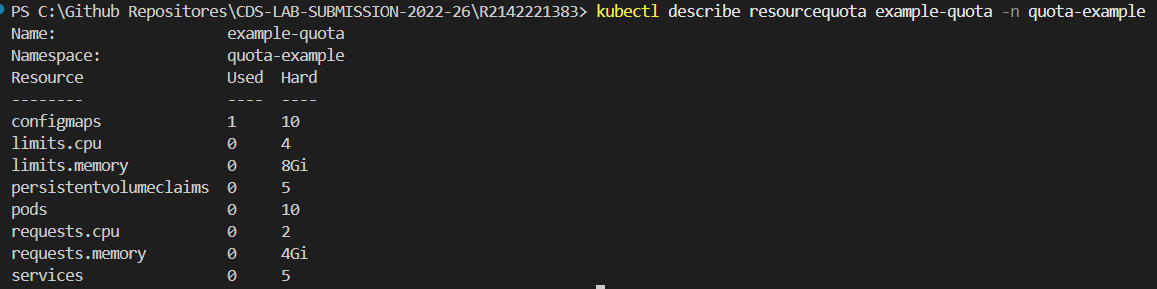 PS C:\Github Repositores\CDS-LAB-SUBMISSION-2022-26\R2142221383> kubectl describe resourcequota example-quota -n quota-example
Name:                   example-quota
Namespace:              quota-example
Resource                Used  Hard
--------                ----  ----
configmaps              1     10
limits.cpu              0     4
limits.memory           0     8Gi
persistentvolumeclaims  0     5
pods                    0     10
requests.cpu            0     2
requests.memory         0     4Gi
services                0     5